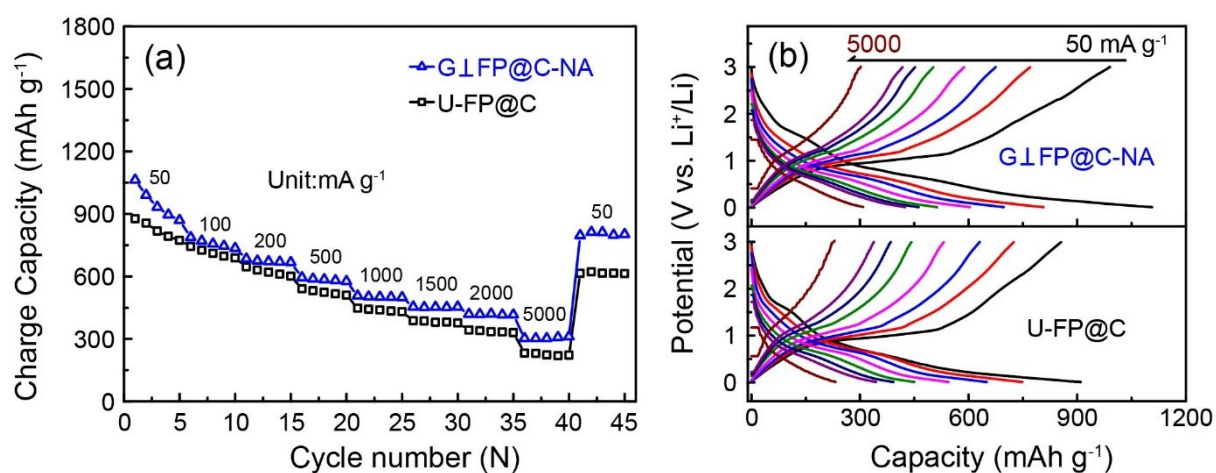 (a)
G⊥FP@C-NA
U-FP@C
Unit:mA g⁻¹
50
100
200
500
1000
1500
2000
5000
50
1800
1500
1200
900
600
300
0
0 5 10 15 20 25 30 35 40 45
Charge Capacity (mAh g⁻¹)
Cycle number (N)
(b)
5000 50 mA g⁻¹
G⊥FP@C-NA
U-FP@C
3
2
1
0
3
2
1
0
0 300 600 900 1200
Potential (V vs. Li⁺/Li)
Capacity (mAh g⁻¹)